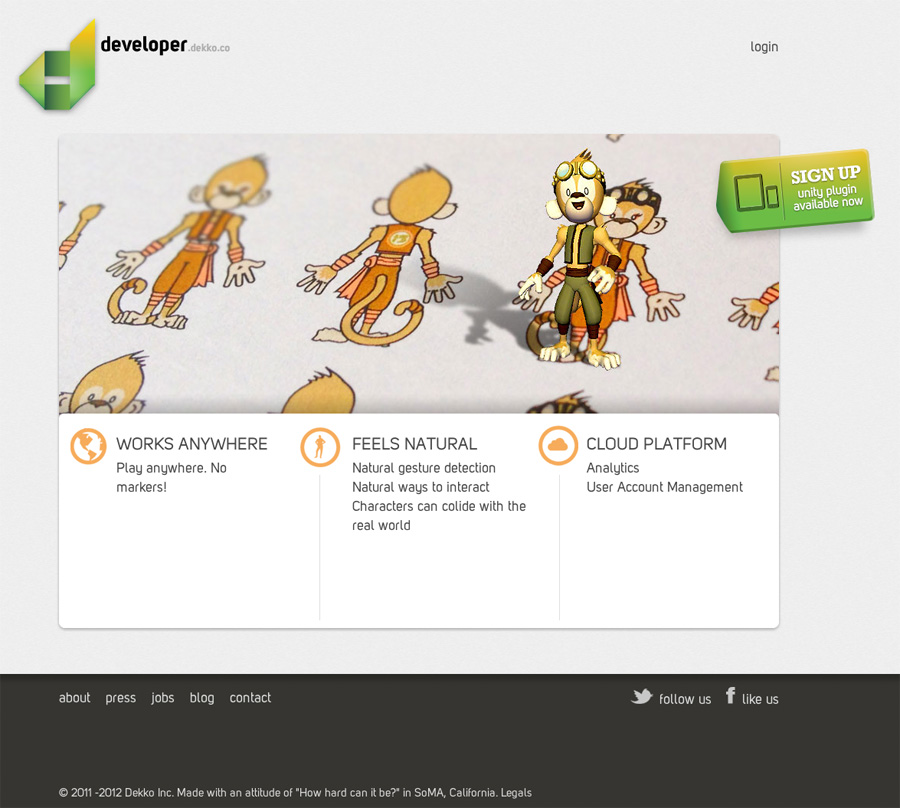 developer.dekko.co
login
SIGN UP
unity plugin
available now
WORKS ANYWHERE
Play anywhere. No
markers!
FEELS NATURAL
Natural gesture detection
Natural ways to interact
Characters can colide with the
real world
CLOUD PLATFORM
Analytics
User Account Management
about press jobs blog contact
follow us like us
© 2011 -2012 Dekko Inc. Made with an attitude of "How hard can it be?" in SoMA, California. Legals